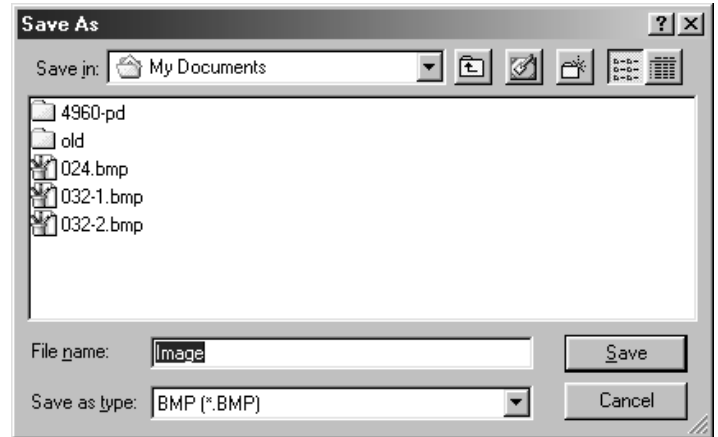 Save As
Save in: My Documents
4960-pd
old
024.bmp
032-1.bmp
032-2.bmp
File name: Image Save
Save as type: BMP (*.BMP) Cancel